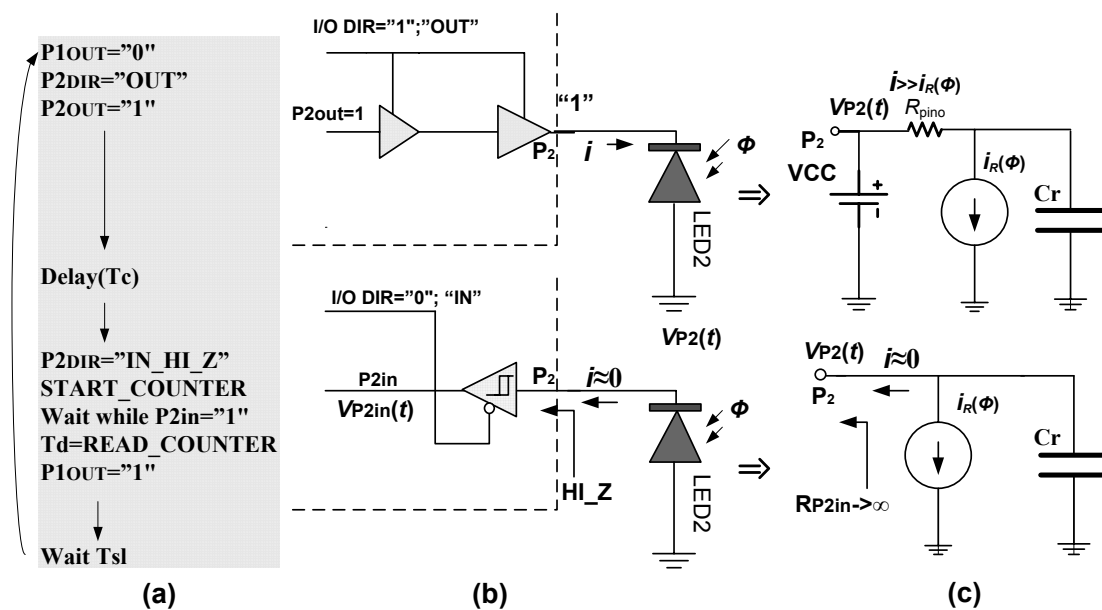 P1OUT="0"
P2DIR="OUT"
P2OUT="1"
Delay(Tc)
P2DIR="IN_HI_Z"
START_COUNTER
Wait while P2in="1"
Td=READ_COUNTER
P1OUT="1"
Wait Tsl
(a)
I/O DIR="1";"OUT"
P2out=1
"1"
P2
i
Φ
LED2
I/O DIR="0"; "IN"
P2in
VP2in(t)
P2
i≈0
HI_Z
VP2(t)
Φ
LED2
(b)
⇒
i>>iR(Φ)
VP2(t)
Rpino
P2
VCC
+
iR(Φ)
Cr
⇒
VP2(t)
i≈0
P2
iR(Φ)
Cr
RP2in->∞
(c)